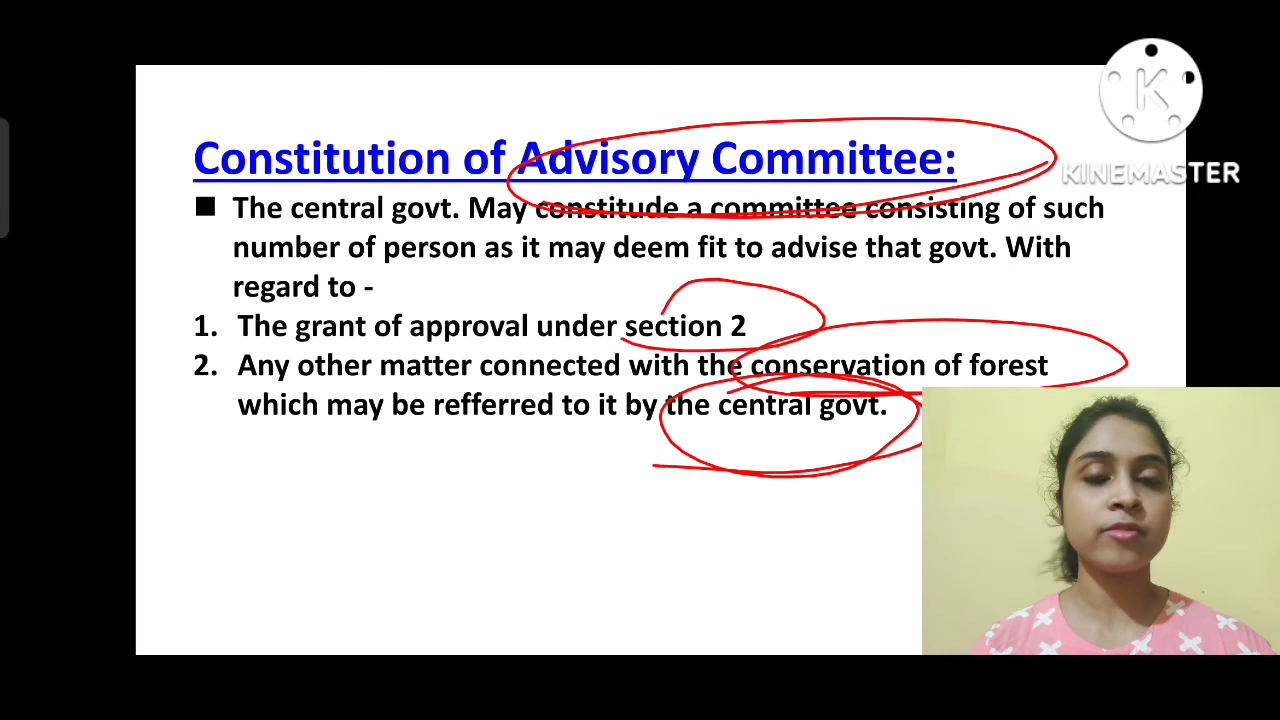 KINEMASTER
Constitution of Advisory Committee:
■ The central govt. May constitude a committee consisting of such
number of person as it may deem fit to advise that govt. With
regard to -
1. The grant of approval under section 2
2. Any other matter connected with the conservation of forest
which may be refferred to it by the central govt.